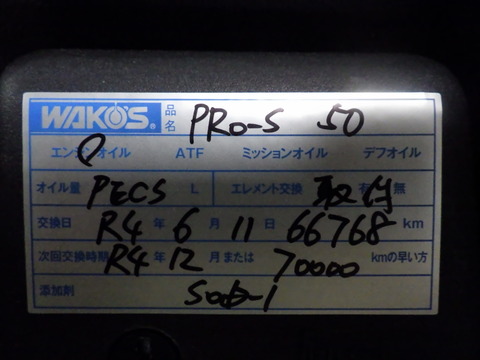 WAKO'S 品名 PRO-S 50
エンジンオイル ATF ミッションオイル デフオイル
オイル量 PECS L エレメント交換 有 無 取付
交換日 R4 年 6 月 11 日 66768 km
次回交換時期 R4 年 12 月または 70000 kmの早い方
添加剤